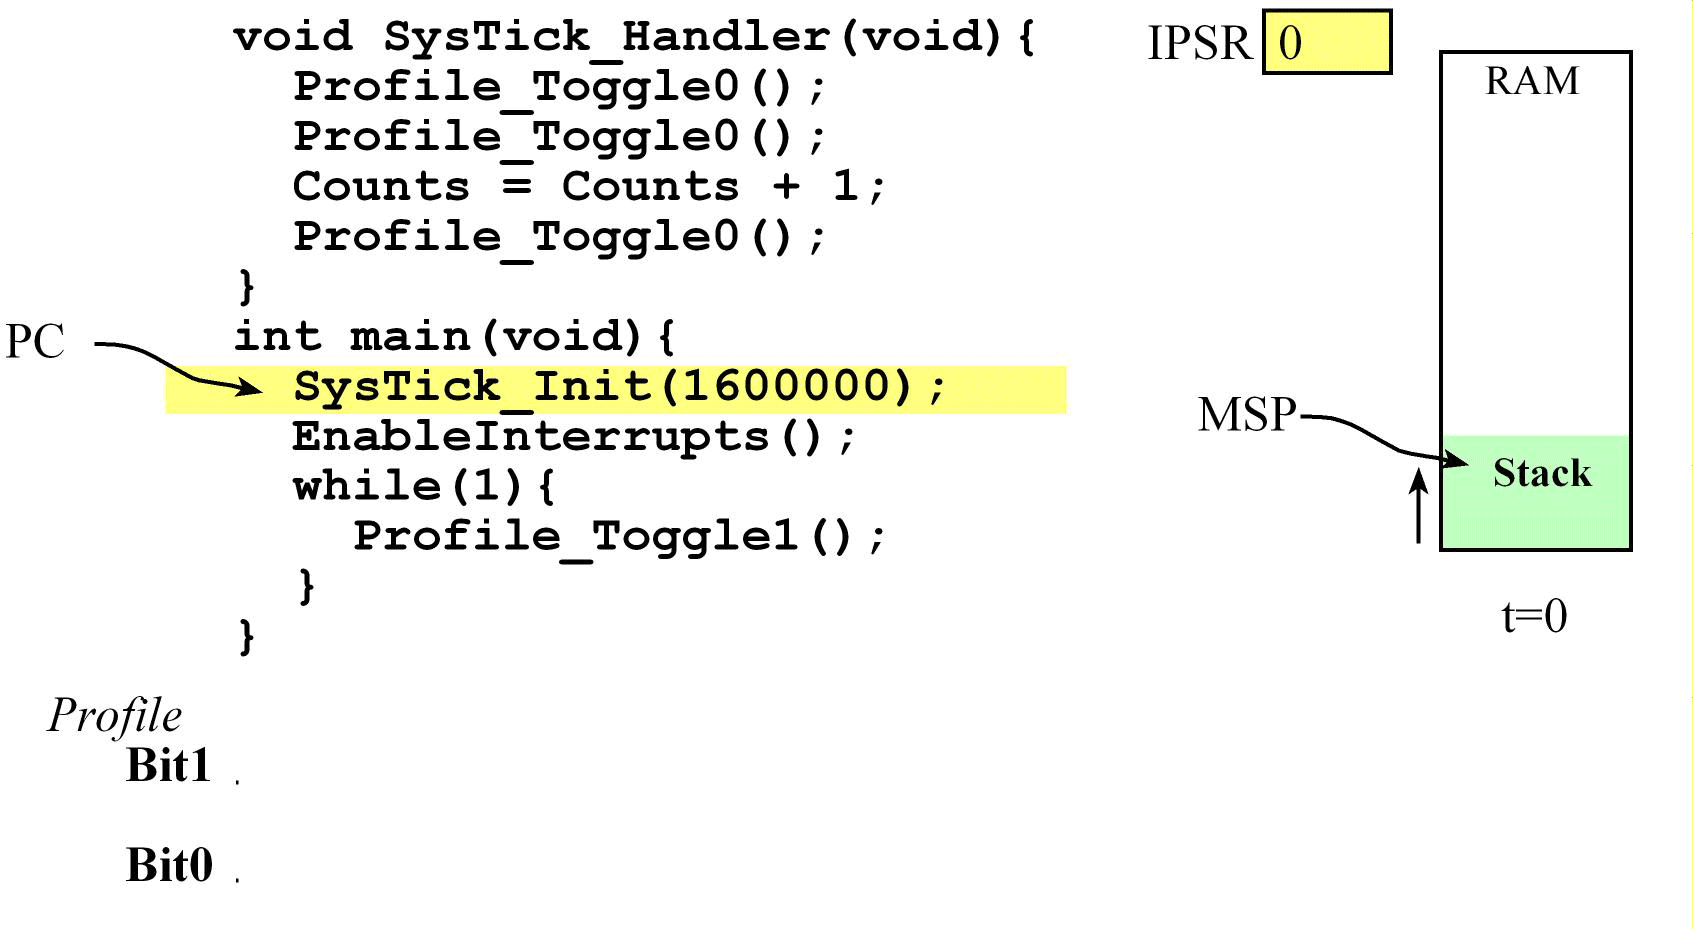 void SysTick_Handler(void){
  Profile_Toggle0();
  Profile_Toggle0();
  Counts = Counts + 1;
  Profile_Toggle0();
}
int main(void){
  SysTick_Init(1600000);
  EnableInterrupts();
  while(1){
    Profile_Toggle1();
  }
}
PC
IPSR 0
RAM
MSP
Stack
t=0
Profile
Bit1
Bit0